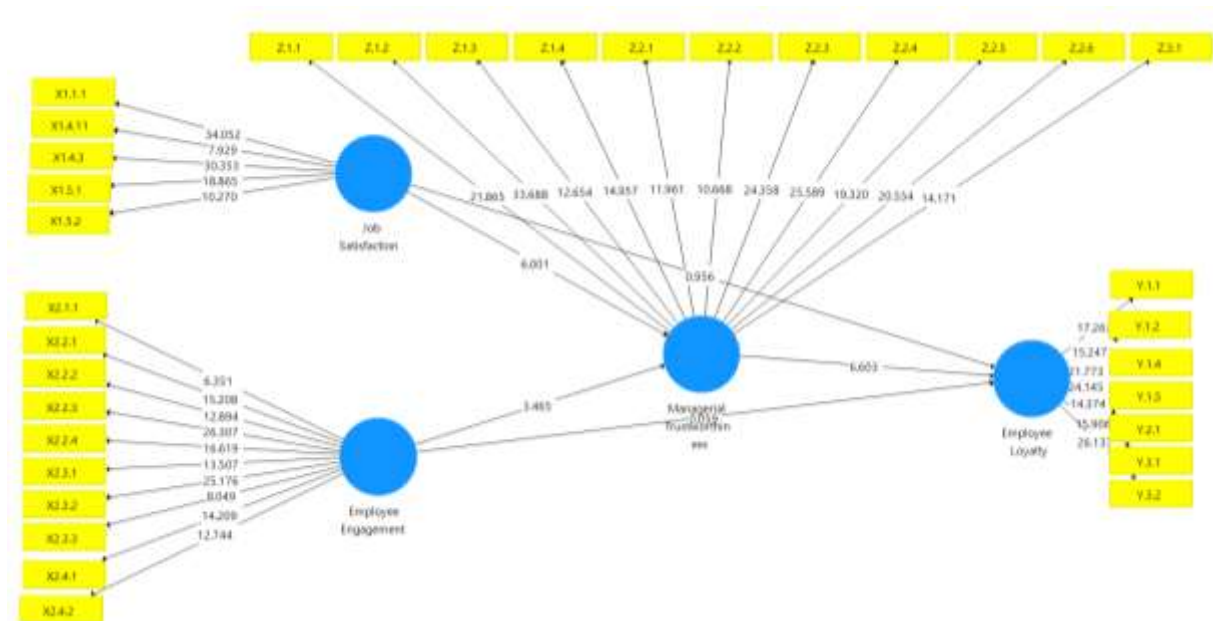 Z.1.1
Z.1.2
Z.1.3
Z.1.4
Z.2.1
Z.2.2
Z.2.3
Z.2.4
Z.2.5
Z.2.6
Z.3.1
X1.1.1
X1.4.11
X1.4.3
X1.5.1
X1.5.2
34.052
7.929
30.353
18.865
10.270
Job
Satisfaction
21.865
33.688
12.654
14.957
11.961
10.668
24.358
25.589
19.320
20.554
14.171
6.001
0.956
X2.1.1
X2.2.1
X2.2.2
X2.2.3
X2.2.4
X2.3.1
X2.3.2
X2.3.3
X2.4.1
X2.4.2
6.351
15.208
12.894
26.307
16.619
13.507
25.176
8.049
14.209
12.744
Employee
Engagement
3.465
6.603
Managerial
Trustworthin
ess
Employee
Loyalty
15.247
24.145
14.374
Y.1.1
Y.1.2
Y.1.4
Y.1.5
Y.2.1
Y.3.1
Y.3.2